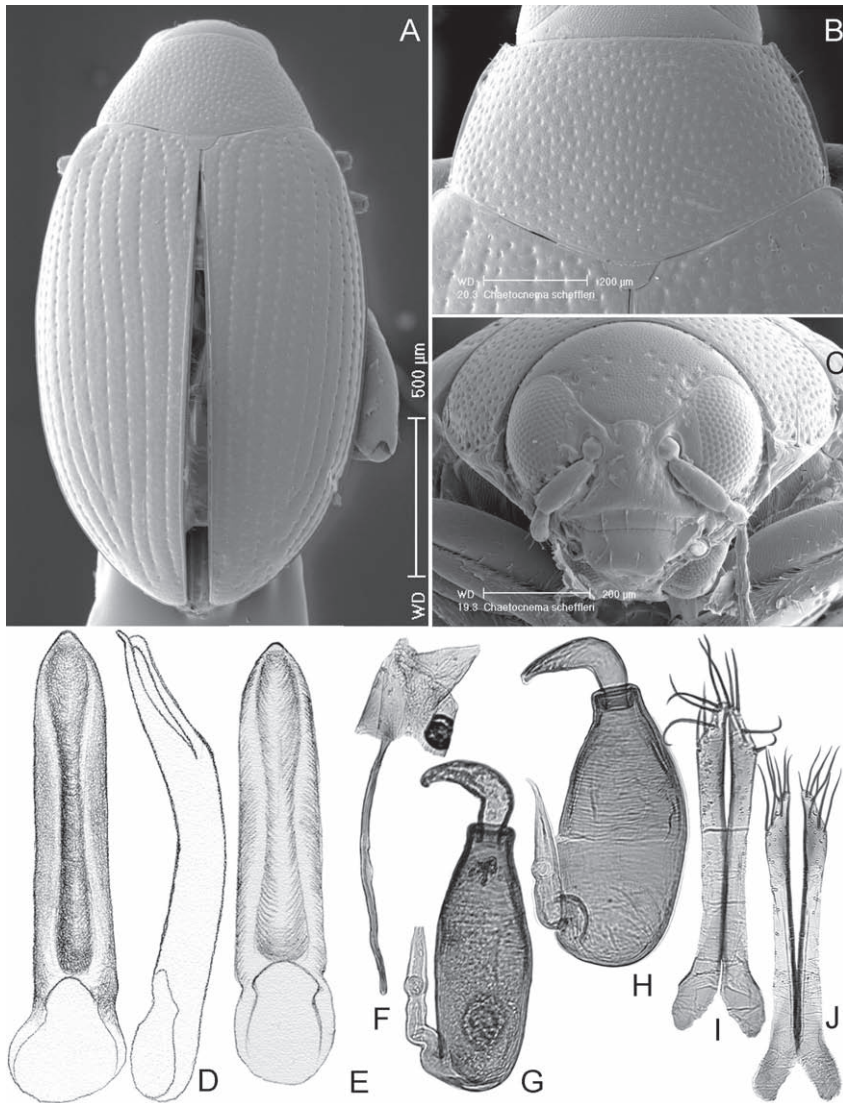 A
500 µm
WD
B
WD 200 µm
20.3 Chaetocnema scheffleri
C
WD 200 µm
19.3 Chaetocnema scheffleri
D
E
F
G
H
I
J